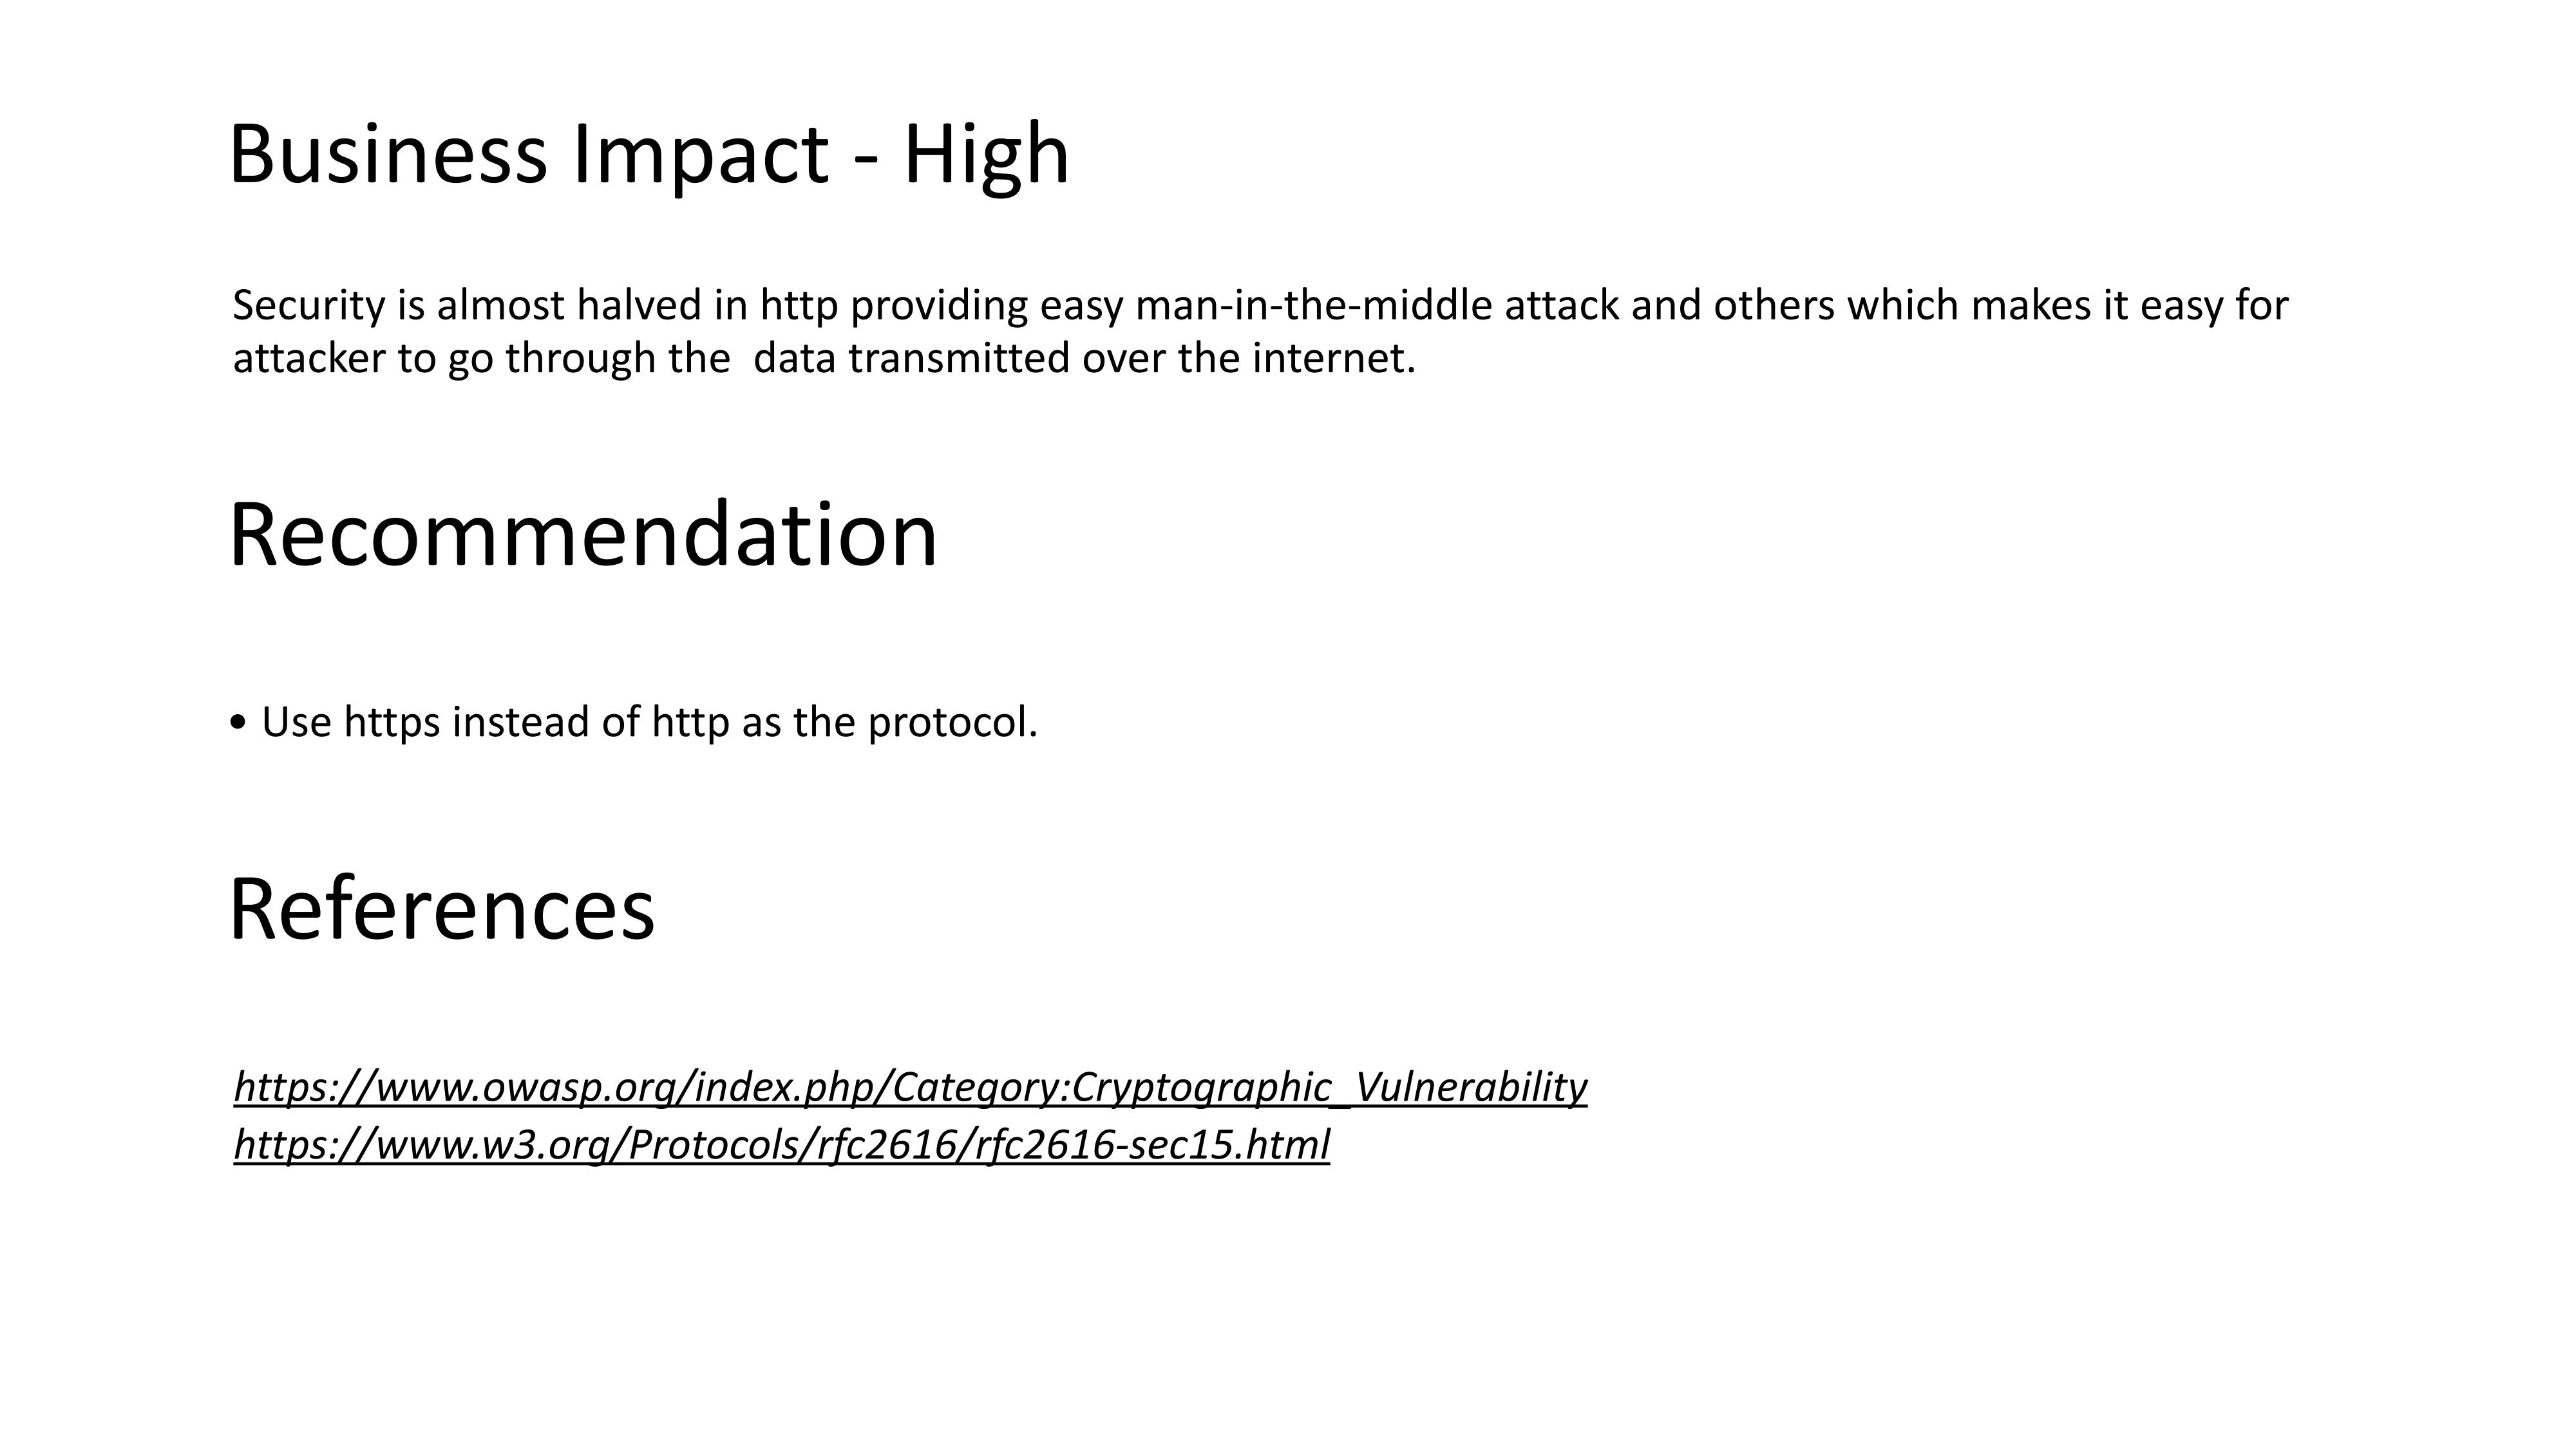 Business Impact - High
Security is almost halved in http providing easy man-in-the-middle attack and others which makes it easy for
attacker to go through the  data transmitted over the internet.
Recommendation
• Use https instead of http as the protocol.
References
https://www.owasp.org/index.php/Category:Cryptographic_Vulnerability
https://www.w3.org/Protocols/rfc2616/rfc2616-sec15.html